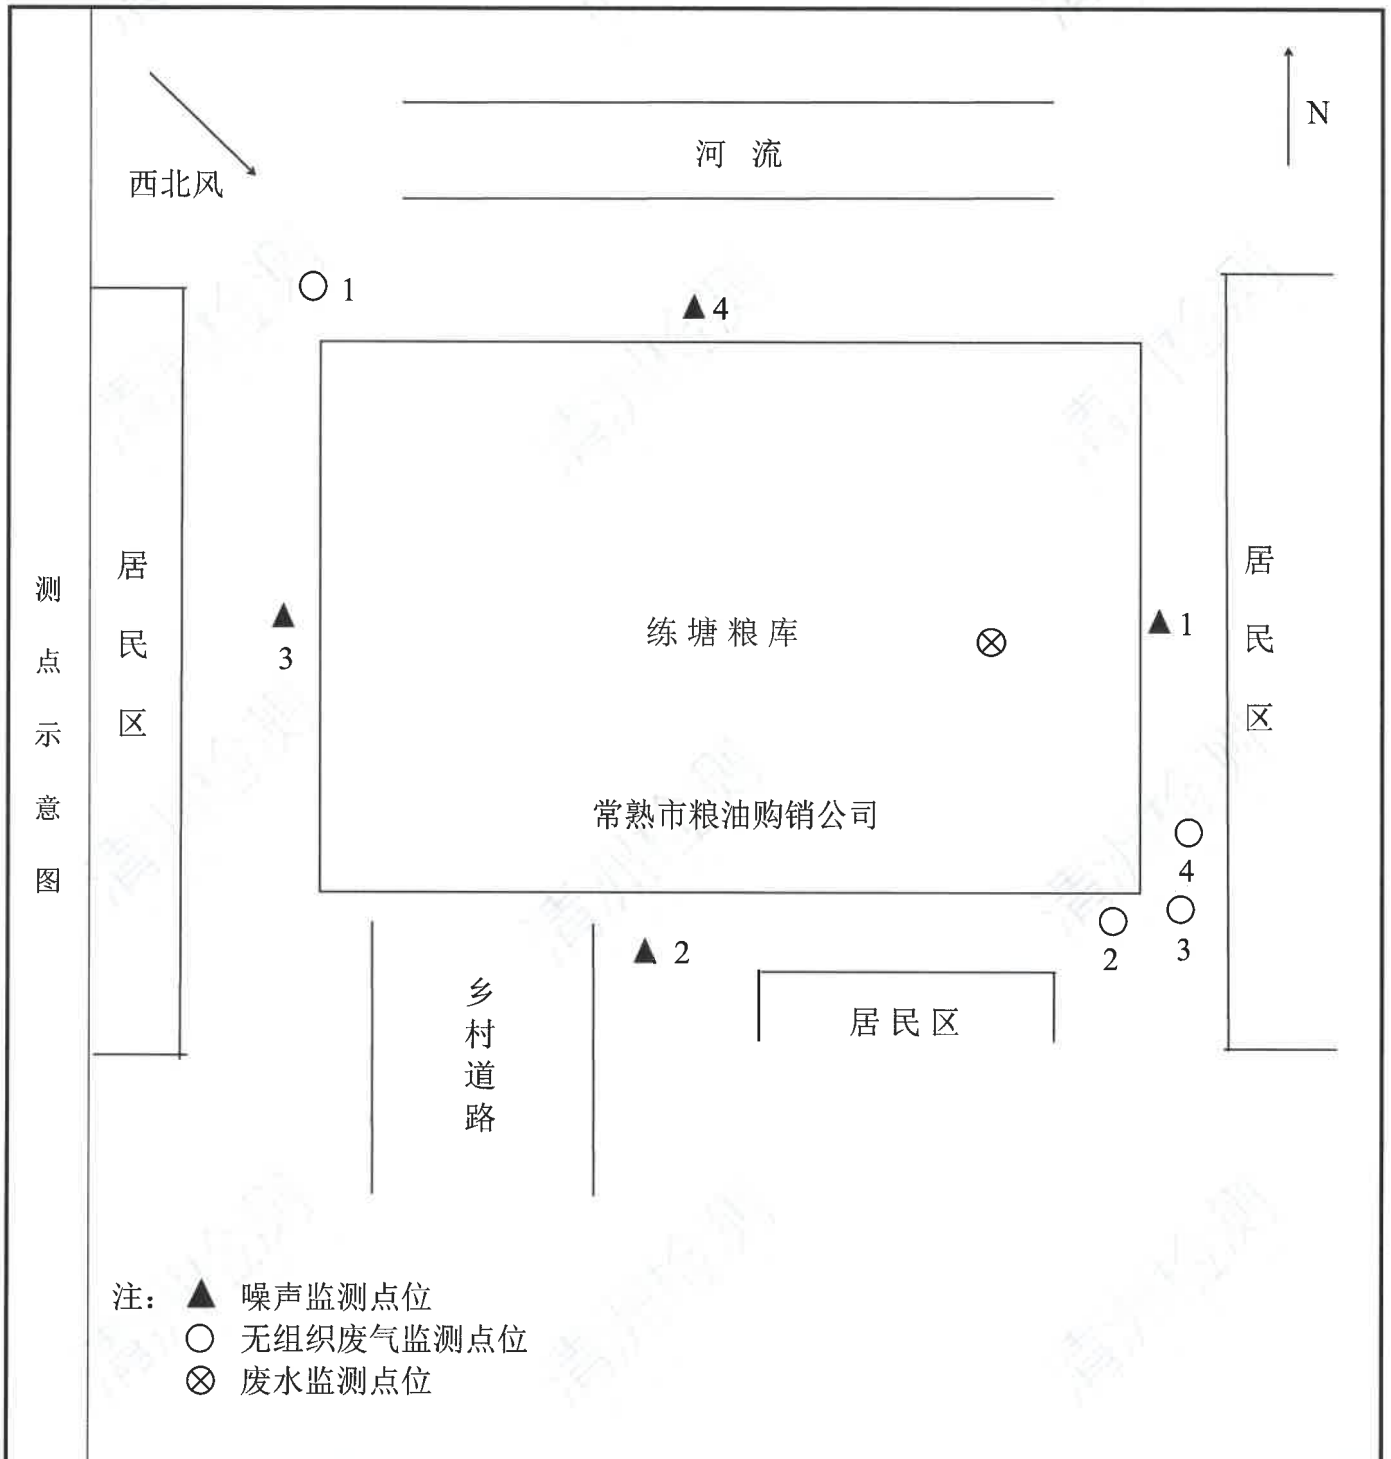 测点示意图
N
河 流
西北风
1
4
居民区
居民区
3
练塘粮库
1
常熟市粮油购销公司
4
2
3
2
乡村道路
居民区
注： ▲ 噪声监测点位
○ 无组织废气监测点位
⊗ 废水监测点位